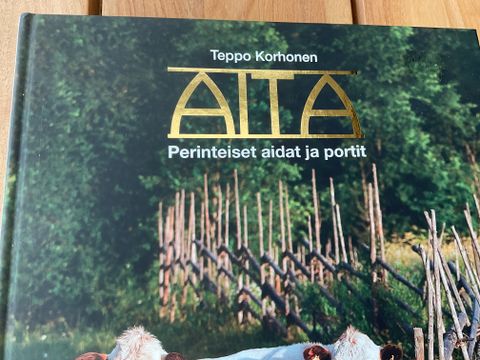 Teppo Korhonen
AITA
Perinteiset aidat ja portit